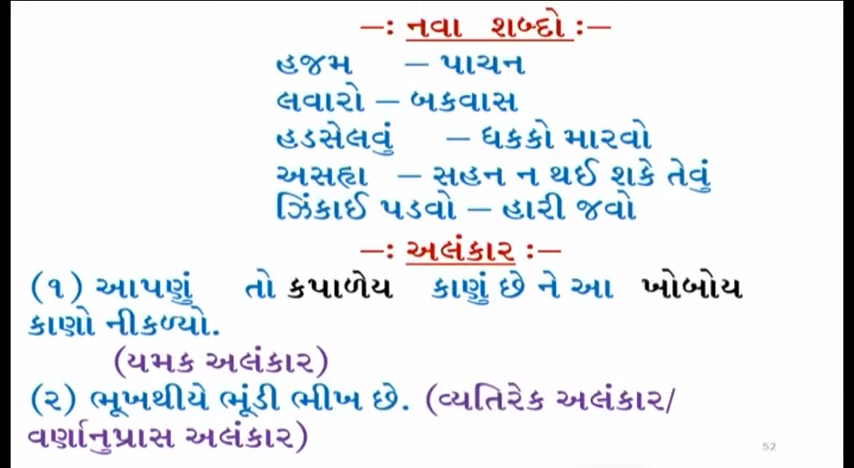 —: નવા શબ્દો :—
હજમ — પાચન
લવારો — બકવાસ
હડસેલવું — ધકકો મારવો
અસહ્ય — સહન ન થઈ શકે તેવું
ઝિંકાઈ પડવો — હારી જવો
—: અલંકાર :—
(૧) આપણું તો કપાળેય કાણું છે ને આ ખોબોય
કાણો નીકળ્યો.
(યમક અલંકાર)
(૨) ભૂખથીયે ભૂંડી ભીખ છે. (વ્યતિરેક અલંકાર/
વર્ણાનુપ્રાસ અલંકાર)
52